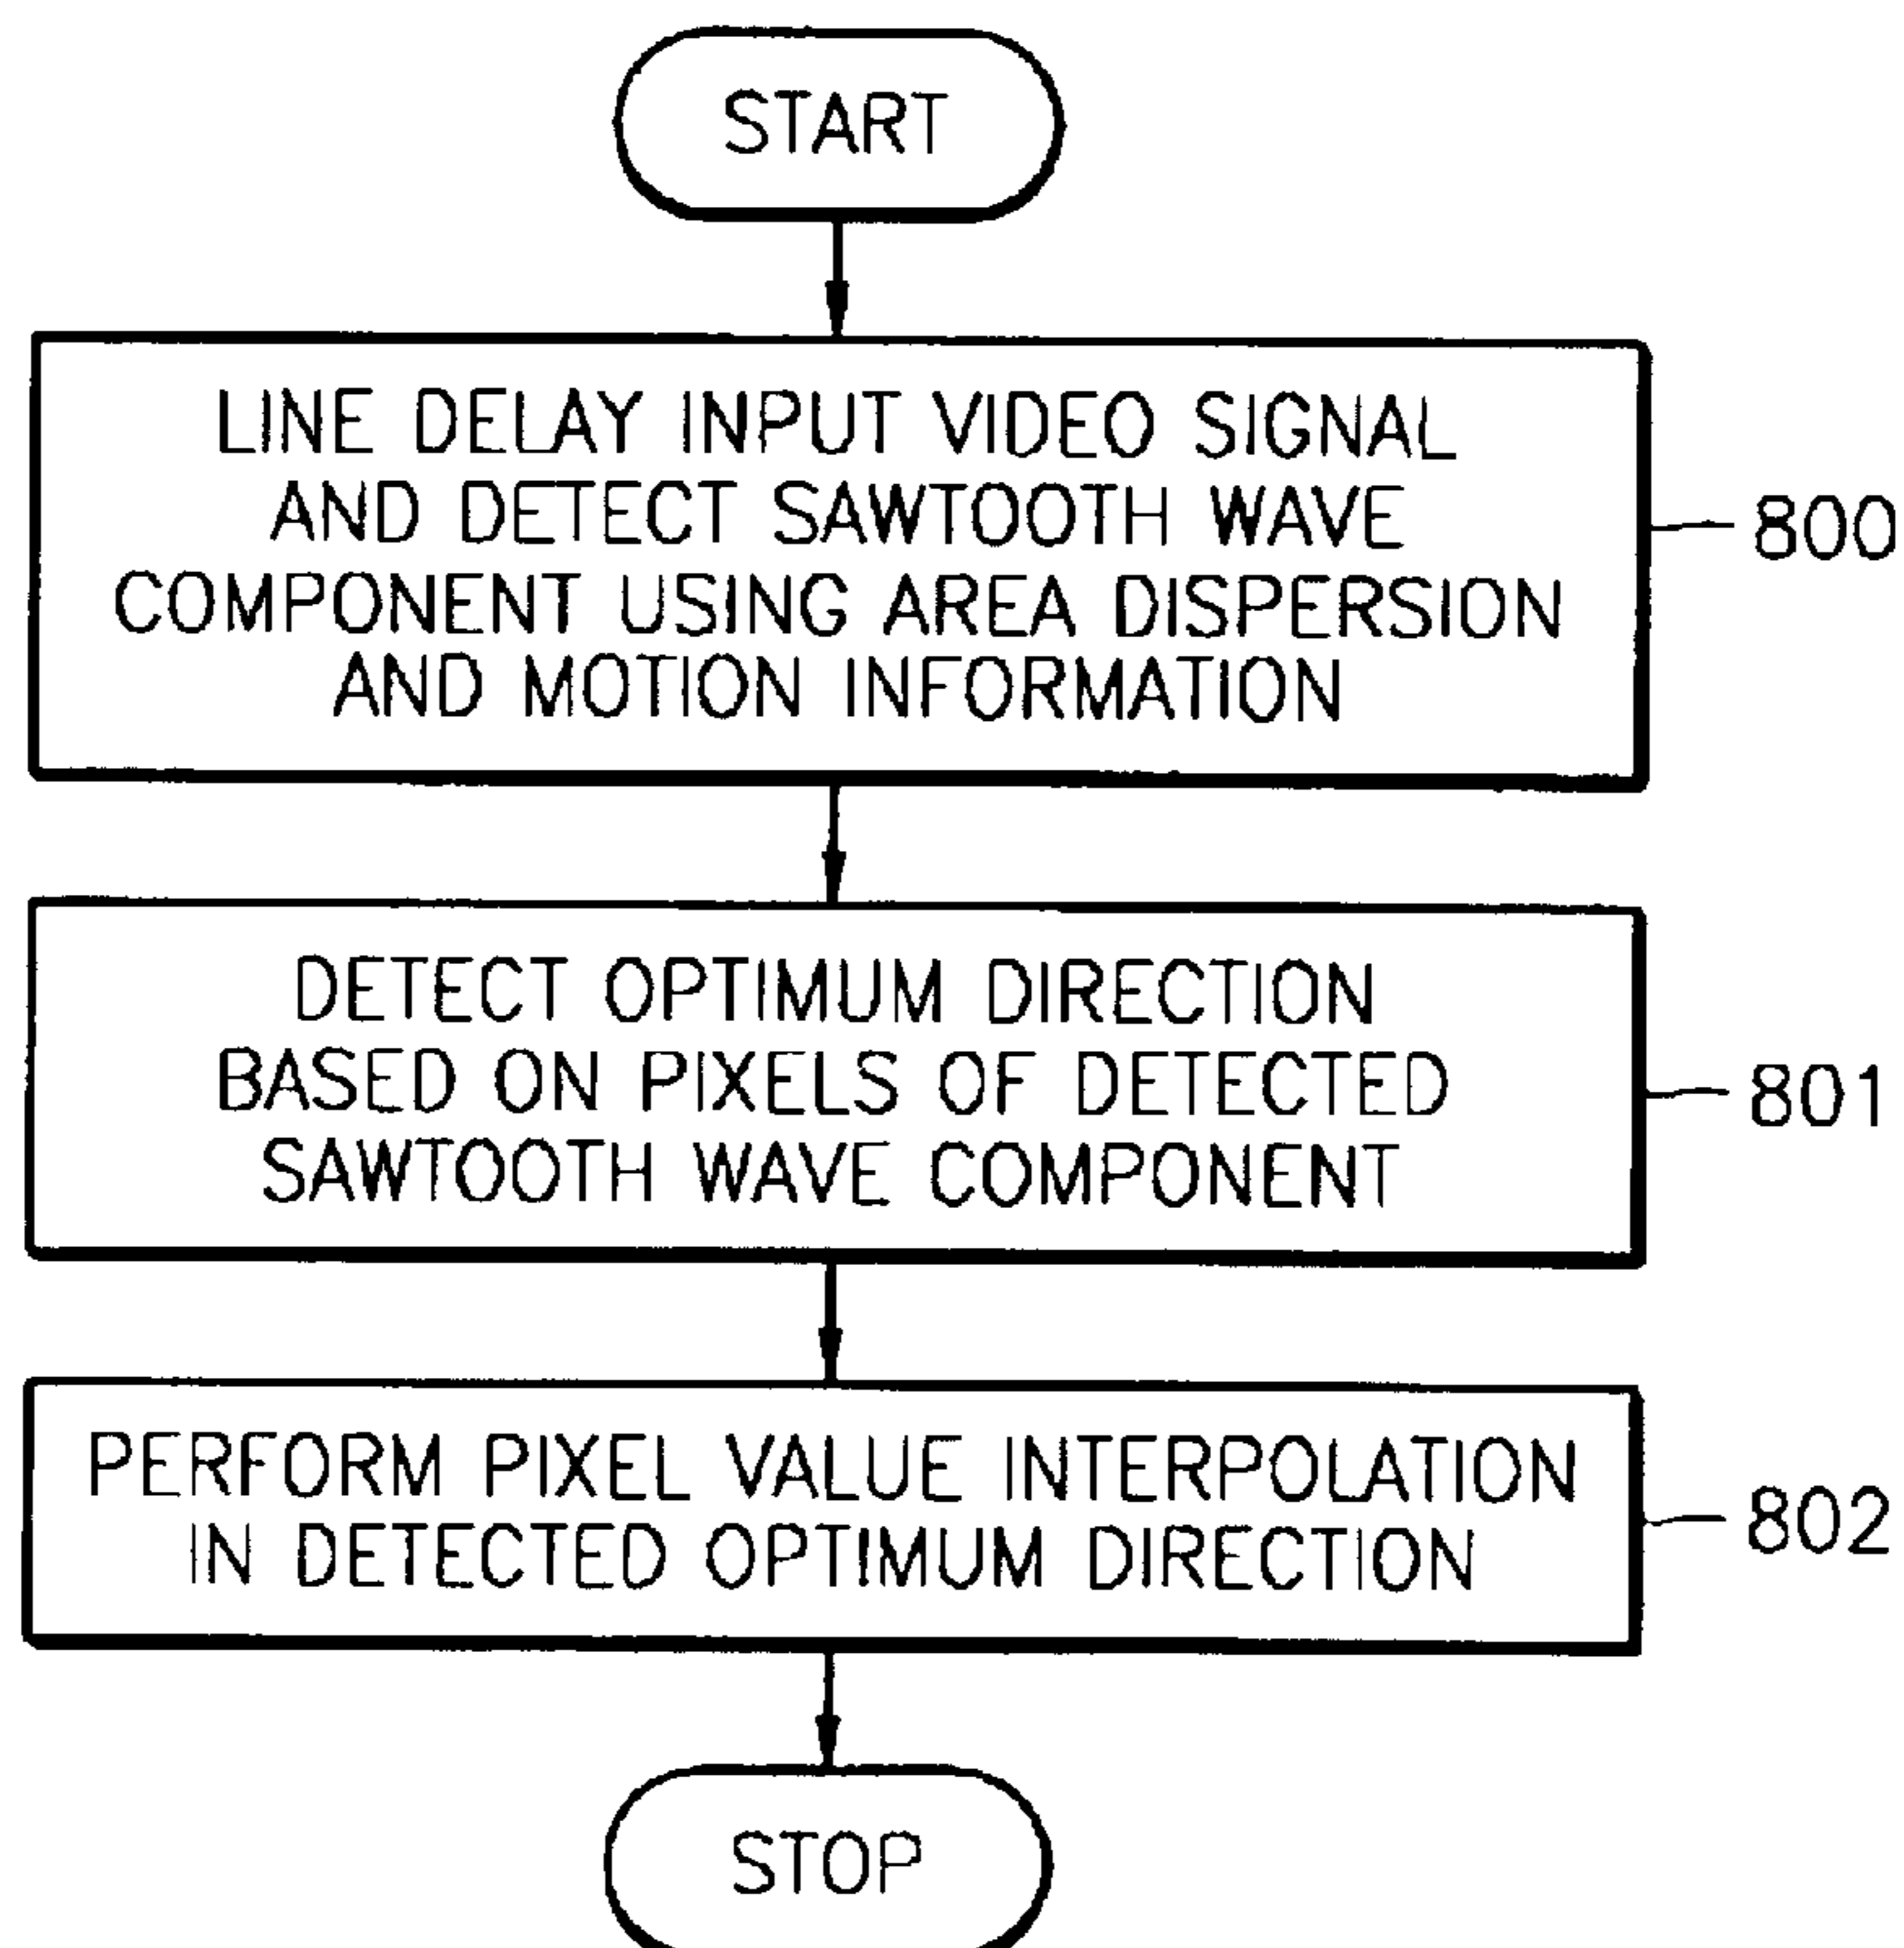 START
LINE DELAY INPUT VIDEO SIGNAL
AND DETECT SAWTOOTH WAVE
COMPONENT USING AREA DISPERSION
AND MOTION INFORMATION
800
DETECT OPTIMUM DIRECTION
BASED ON PIXELS OF DETECTED
SAWTOOTH WAVE COMPONENT
801
PERFORM PIXEL VALUE INTERPOLATION
IN DETECTED OPTIMUM DIRECTION
802
STOP